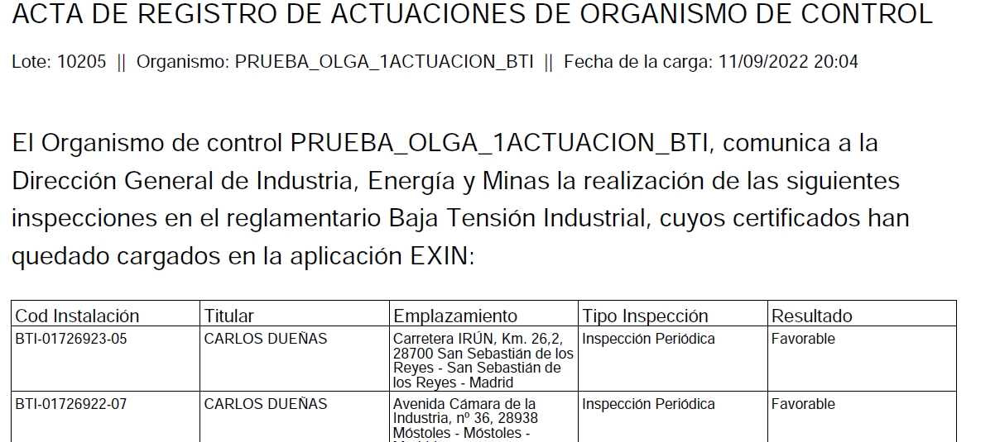 ACTA DE REGISTRO DE ACTUACIONES DE ORGANISMO DE CONTROL
Lote: 10205 || Organismo: PRUEBA_OLGA_1ACTUACION_BTI || Fecha de la carga: 11/09/2022 20:04
El Organismo de control PRUEBA_OLGA_1ACTUACION_BTI, comunica a la
Dirección General de Industria, Energía y Minas la realización de las siguientes
inspecciones en el reglamentario Baja Tensión Industrial, cuyos certificados han
quedado cargados en la aplicación EXIN:
Cod Instalación Titular Emplazamiento Tipo Inspección Resultado
BTI-01726923-05 CARLOS DUEÑAS Carretera IRÚN, Km. 26,2, Inspección Periódica Favorable
28700 San Sebastián de los
Reyes - San Sebastián de
los Reyes - Madrid
BTI-01726922-07 CARLOS DUEÑAS Avenida Cámara de la Inspección Periódica Favorable
Industria, nº 36, 28938
Móstoles - Móstoles -